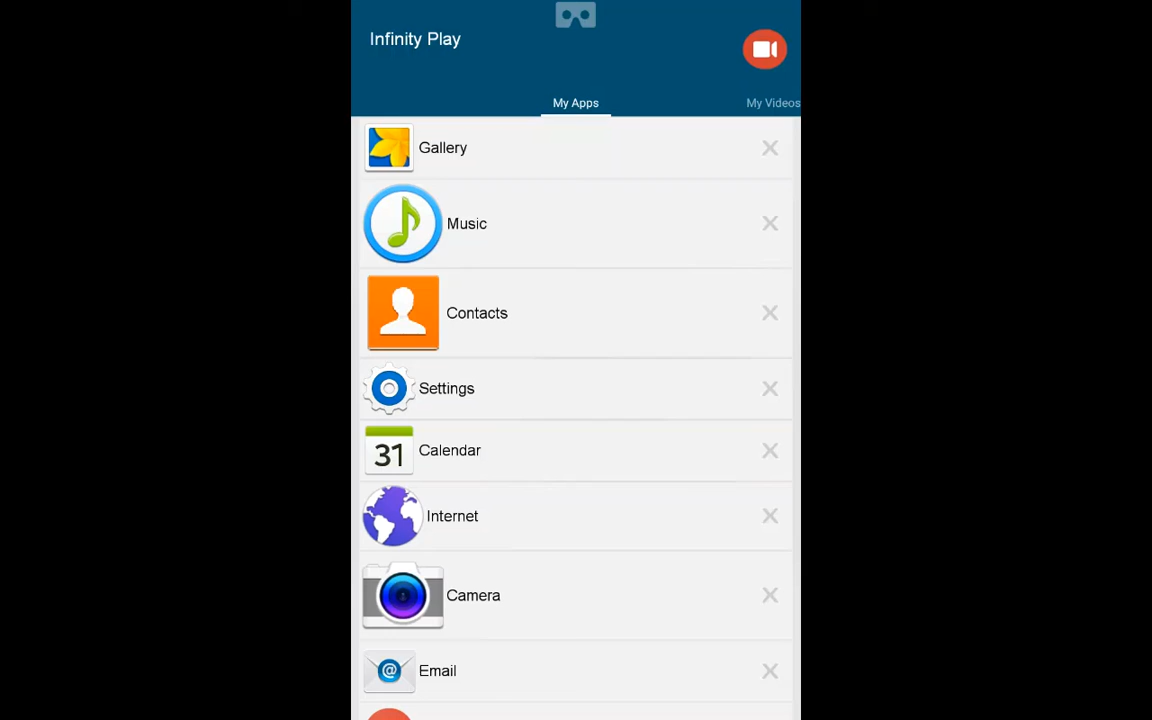 Infinity Play
My Apps
My Videos
Gallery
Music
Contacts
Settings
31
Calendar
Internet
Camera
@
Email